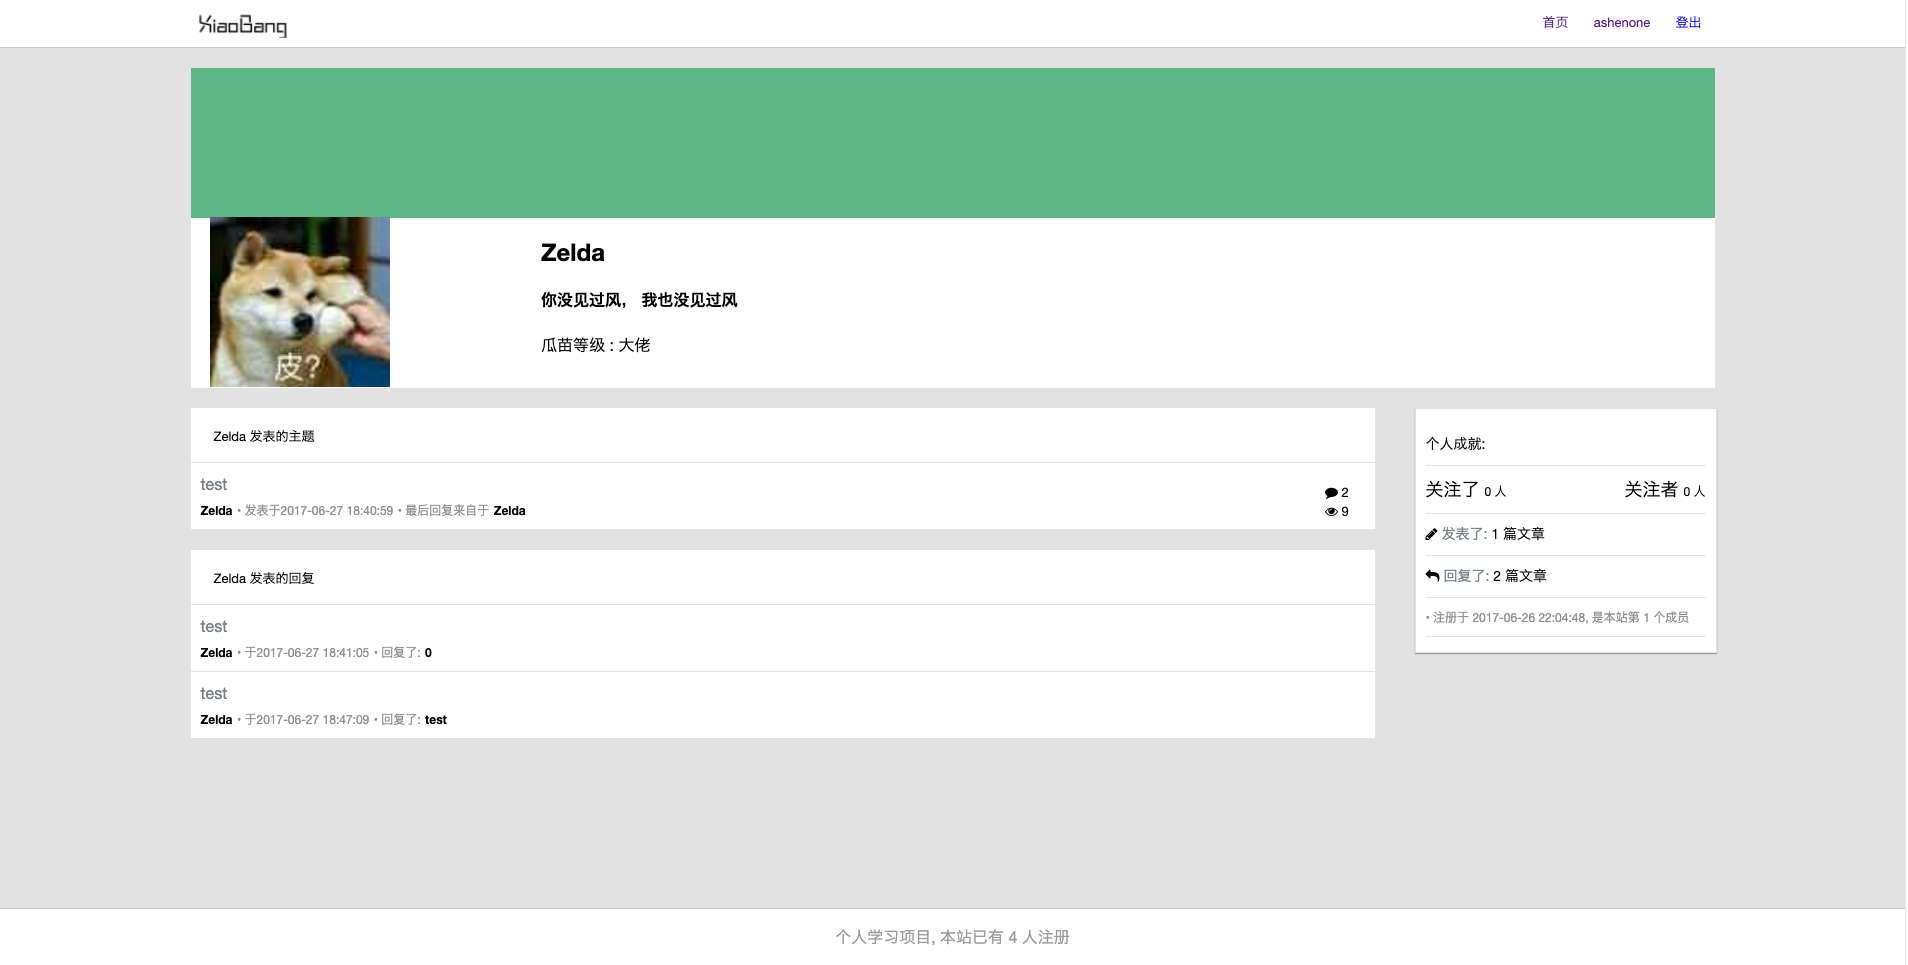 XiaoBang
首页 ashenone 登出
皮?
Zelda
你没见过风， 我也没见过风
瓜苗等级 : 大佬
Zelda 发表的主题
test
Zelda • 发表于2017-06-27 18:40:59 • 最后回复来自于 Zelda
2
9
Zelda 发表的回复
test
Zelda • 于2017-06-27 18:41:05 • 回复了: 0
test
Zelda • 于2017-06-27 18:47:09 • 回复了: test
个人成就:
关注了 0 人 关注者 0 人
发表了: 1 篇文章
回复了: 2 篇文章
• 注册于 2017-06-26 22:04:48, 是本站第 1 个成员
个人学习项目, 本站已有 4 人注册